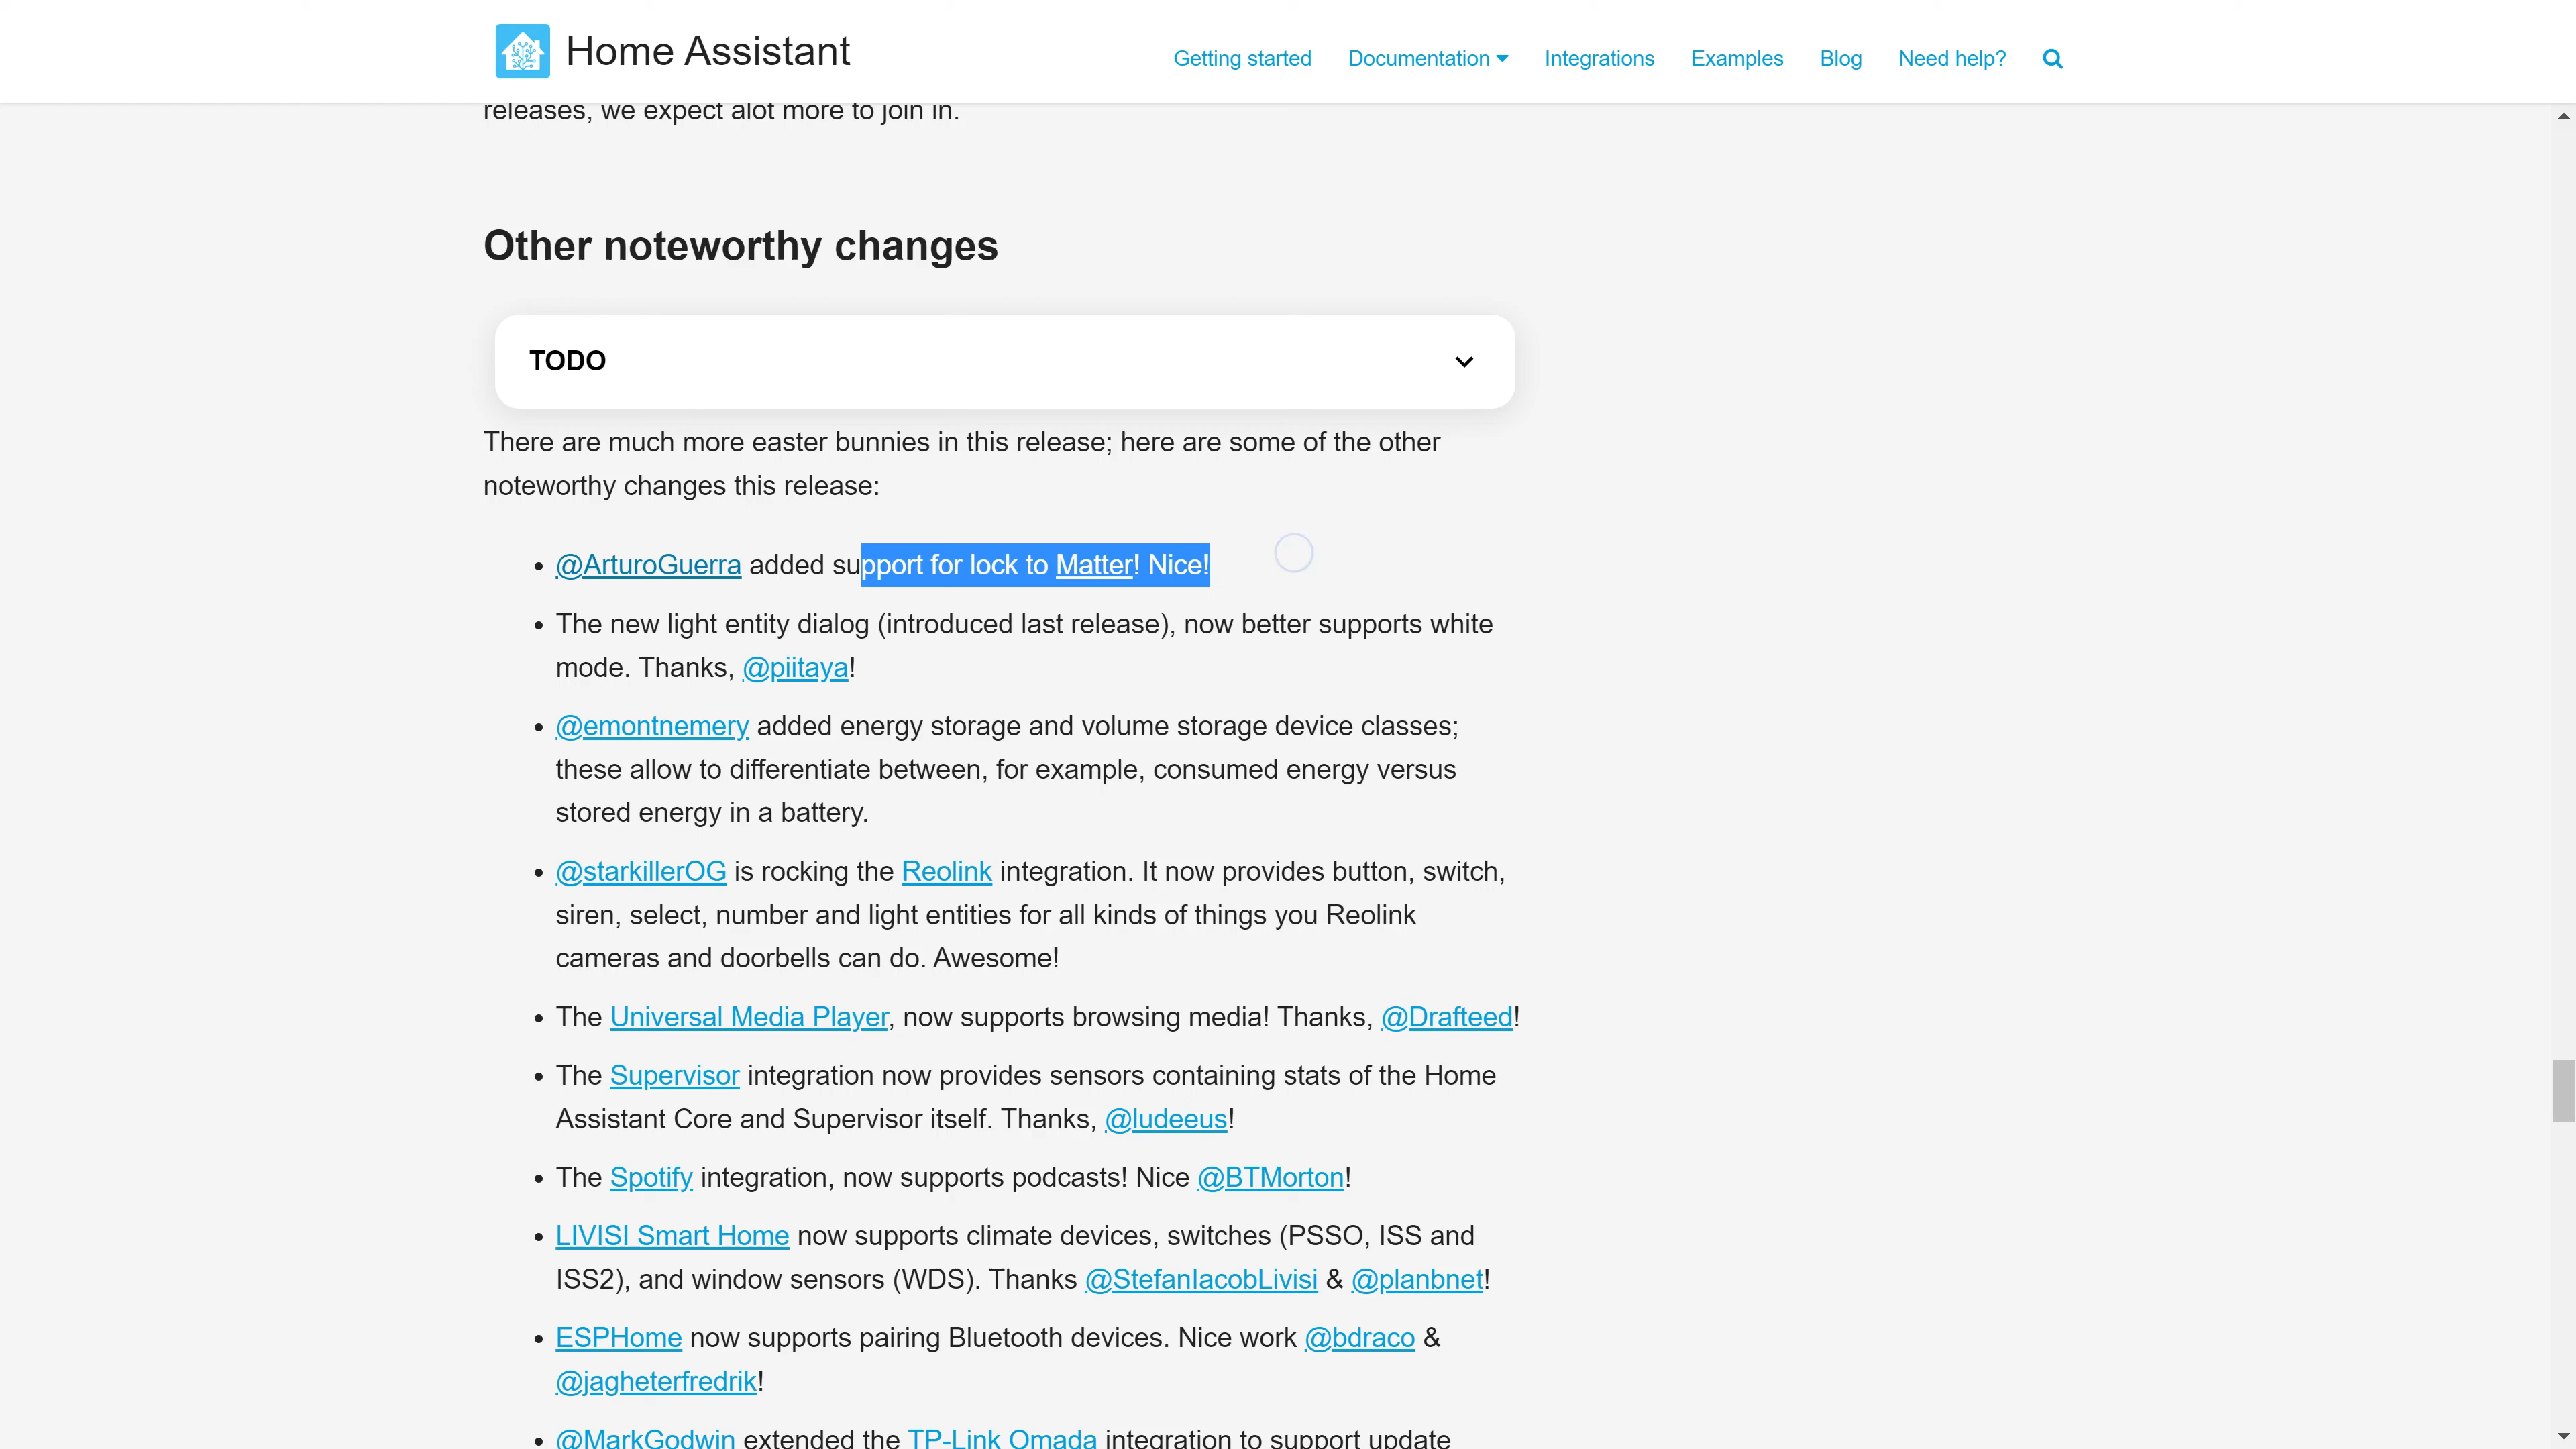 Home Assistant
Getting started Documentation Integrations Examples Blog Need help?
releases, we expect alot more to join in.
Other noteworthy changes
TODO
There are much more easter bunnies in this release; here are some of the other
noteworthy changes this release:
@ArturoGuerra added support for lock to Matter! Nice!
The new light entity dialog (introduced last release), now better supports white
mode. Thanks, @piitaya!
@emontnemery added energy storage and volume storage device classes;
these allow to differentiate between, for example, consumed energy versus
stored energy in a battery.
@starkillerOG is rocking the Reolink integration. It now provides button, switch,
siren, select, number and light entities for all kinds of things you Reolink
cameras and doorbells can do. Awesome!
The Universal Media Player, now supports browsing media! Thanks, @Drafteed!
The Supervisor integration now provides sensors containing stats of the Home
Assistant Core and Supervisor itself. Thanks, @ludeeus!
The Spotify integration, now supports podcasts! Nice @BTMorton!
LIVISI Smart Home now supports climate devices, switches (PSSO, ISS and
ISS2), and window sensors (WDS). Thanks @StefanIacobLivisi & @planbnet!
ESPHome now supports pairing Bluetooth devices. Nice work @bdraco &
@jagheterfredrik!
@MarkGodwin extended the TP-Link Omada integration to support update